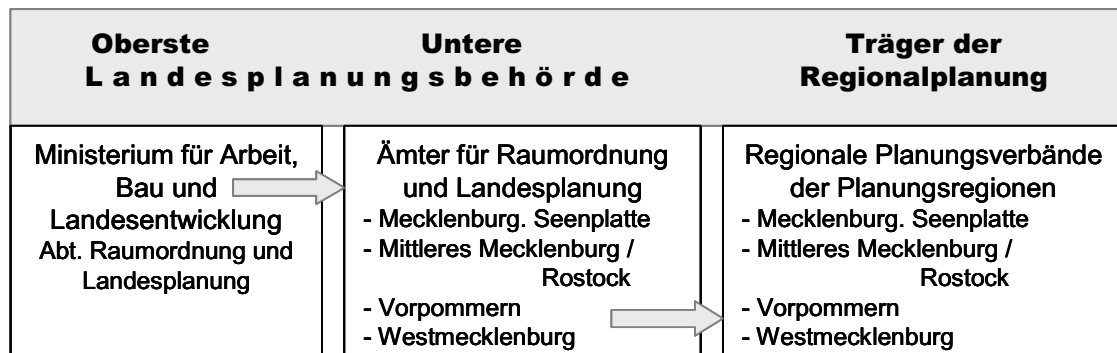 Oberste Untere
Landesplanungsbehörde
Träger der
Regionalplanung
Ministerium für Arbeit,
Bau und
Landesentwicklung
Abt. Raumordnung und
Landesplanung
Ämter für Raumordnung
und Landesplanung
- Mecklenburg. Seenplatte
- Mittleres Mecklenburg /
Rostock
- Vorpommern
- Westmecklenburg
Regionale Planungsverbände
der Planungsregionen
- Mecklenburg. Seenplatte
- Mittleres Mecklenburg /
Rostock
- Vorpommern
- Westmecklenburg